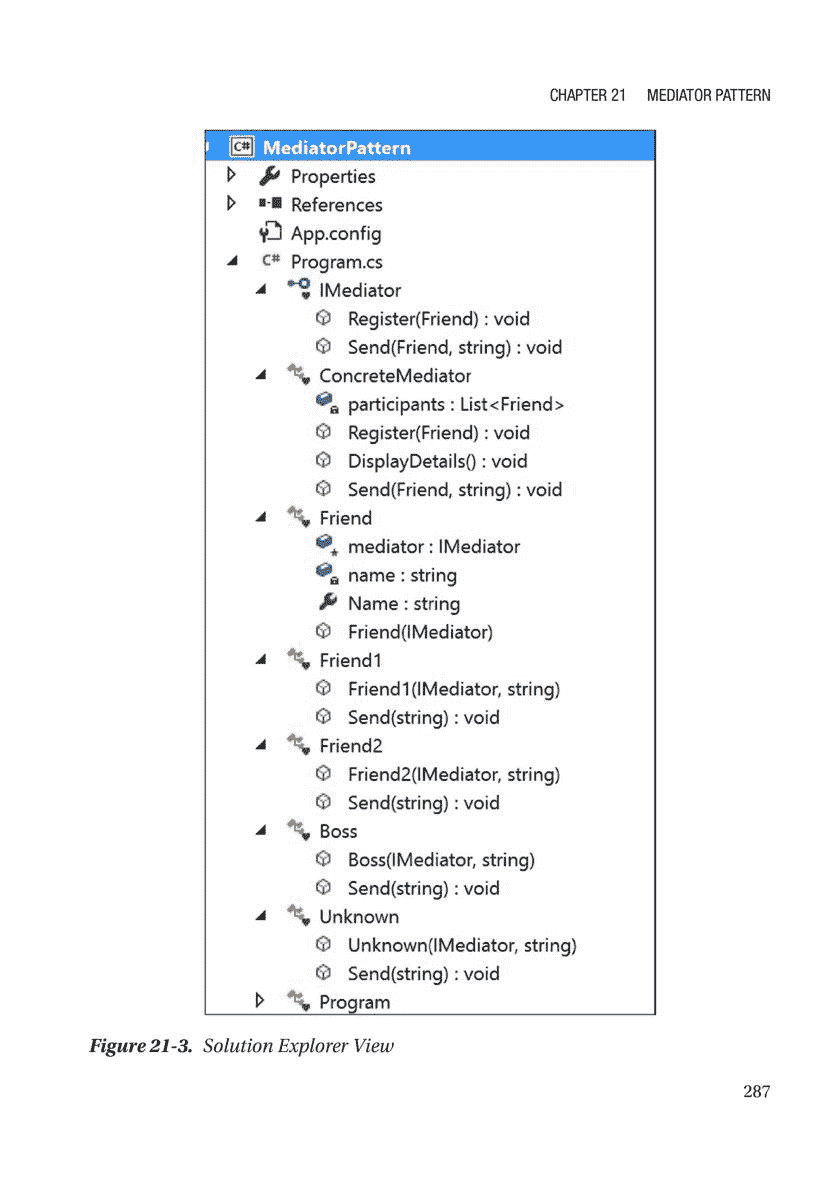 CHAPTER 21 MEDIATOR PATTERN
C# MediatorPattern
Properties
References
App.config
C# Program.cs
IMediator
Register(Friend) : void
Send(Friend, string) : void
ConcreteMediator
participants : List<Friend>
Register(Friend) : void
DisplayDetails() : void
Send(Friend, string) : void
Friend
mediator : IMediator
name : string
Name : string
Friend(IMediator)
Friend1
Friend1(IMediator, string)
Send(string) : void
Friend2
Friend2(IMediator, string)
Send(string) : void
Boss
Boss(IMediator, string)
Send(string) : void
Unknown
Unknown(IMediator, string)
Send(string) : void
Program
Figure 21-3. Solution Explorer View
287